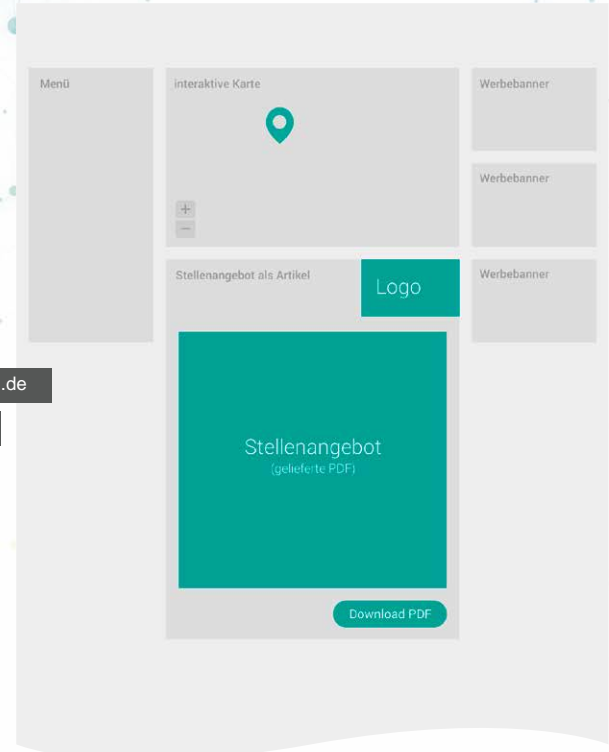 Menü
interaktive Karte
+
−
Werbebanner
Werbebanner
Stellenangebot als Artikel
Logo
Werbebanner
.de
Stellenangebot
(gelieferte PDF)
Download PDF